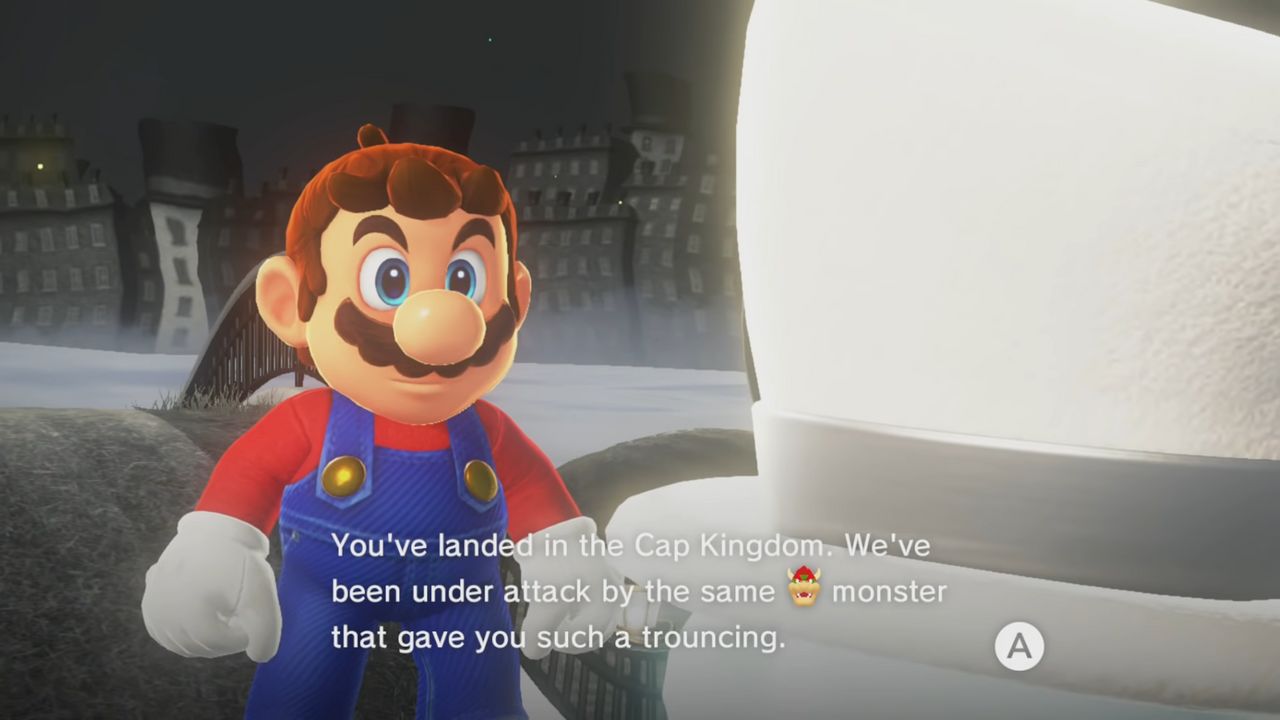 You've landed in the Cap Kingdom. We've
been under attack by the same monster
that gave you such a trouncing.
A